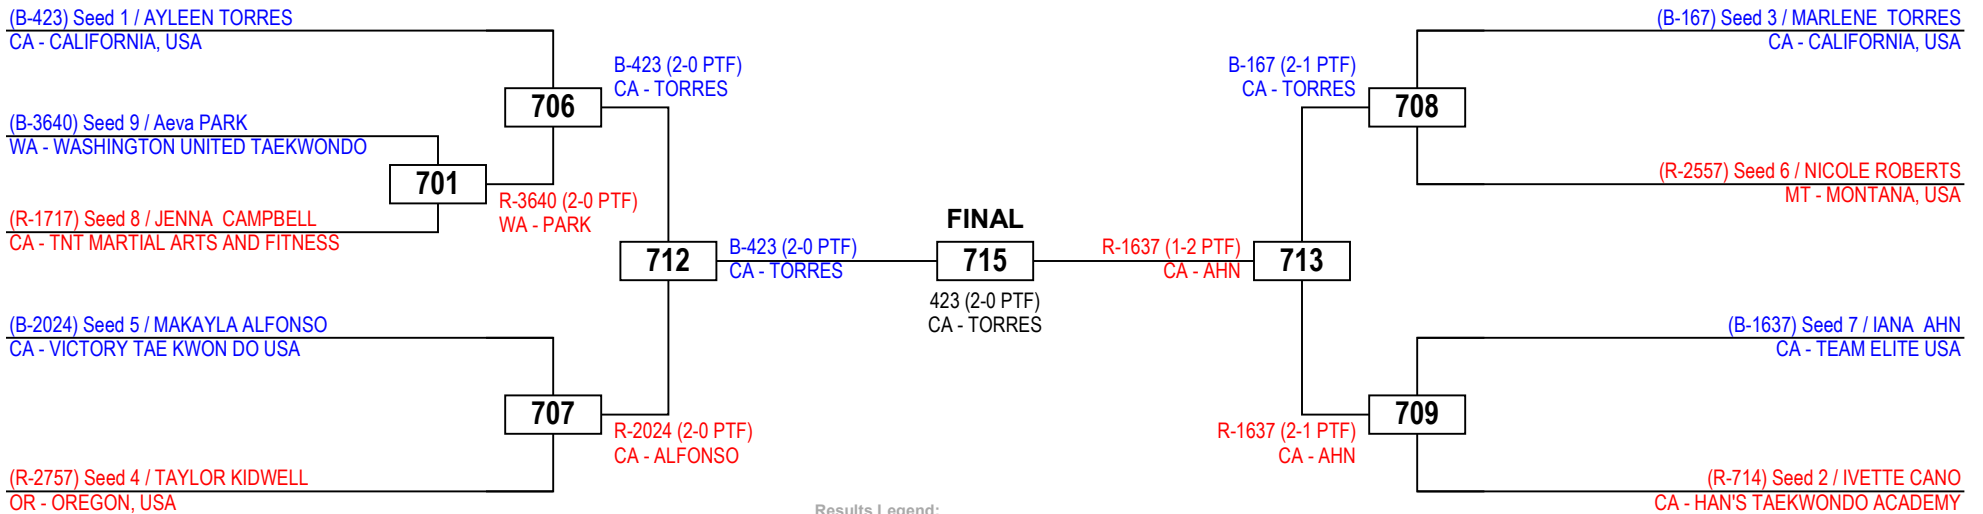 (B-423) Seed 1 / AYLEEN TORRES
CA - CALIFORNIA, USA
(B-3640) Seed 9 / Aeva PARK
WA - WASHINGTON UNITED TAEKWONDO
(R-1717) Seed 8 / JENNA  CAMPBELL
CA - TNT MARTIAL ARTS AND FITNESS
(B-2024) Seed 5 / MAKAYLA ALFONSO
CA - VICTORY TAE KWON DO USA
(R-2757) Seed 4 / TAYLOR KIDWELL
OR - OREGON, USA
701
R-3640 (2-0 PTF)
WA - PARK
706
B-423 (2-0 PTF)
CA - TORRES
707
R-2024 (2-0 PTF)
CA - ALFONSO
712
B-423 (2-0 PTF)
CA - TORRES
FINAL
715
423 (2-0 PTF)
CA - TORRES
R-1637 (1-2 PTF)
CA - AHN
713
B-167 (2-1 PTF)
CA - TORRES
708
R-1637 (2-1 PTF)
CA - AHN
709
(B-167) Seed 3 / MARLENE  TORRES
CA - CALIFORNIA, USA
(R-2557) Seed 6 / NICOLE ROBERTS
MT - MONTANA, USA
(B-1637) Seed 7 / IANA  AHN
CA - TEAM ELITE USA
(R-714) Seed 2 / IVETTE CANO
CA - HAN'S TAEKWONDO ACADEMY
Results Legend: